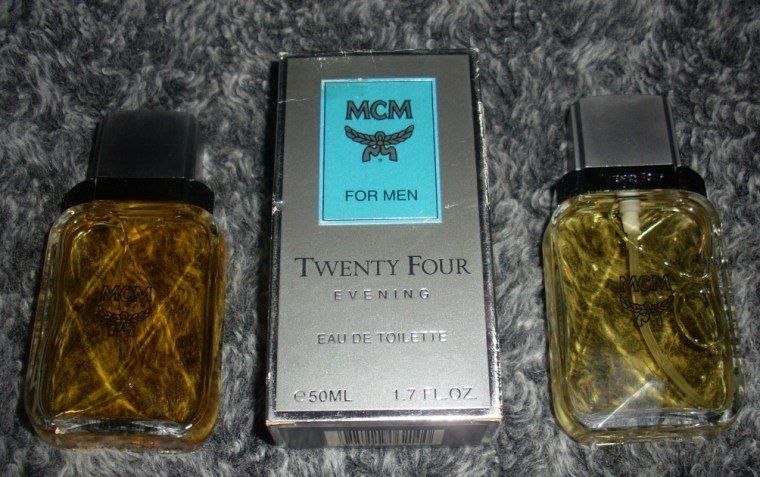 MCM
MCM
FOR MEN
TWENTY FOUR
EVENING
EAU DE TOILETTE
℮50ML 1.7 FL.OZ.
MCM